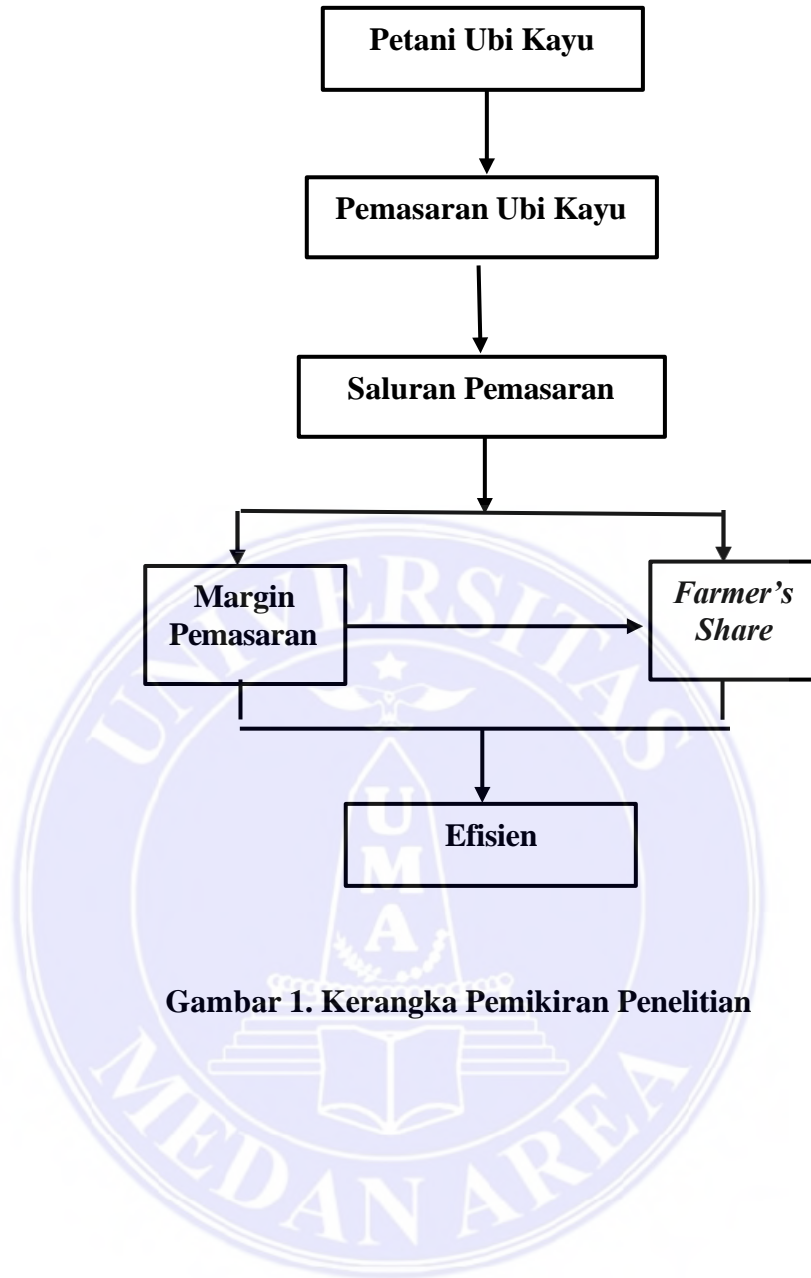 Petani Ubi Kayu
Pemasaran Ubi Kayu
Saluran Pemasaran
Margin
Pemasaran
Farmer’s
Share
Efisien
Gambar 1. Kerangka Pemikiran Penelitian
UNIVERSITAS
UMA
MEDAN AREA